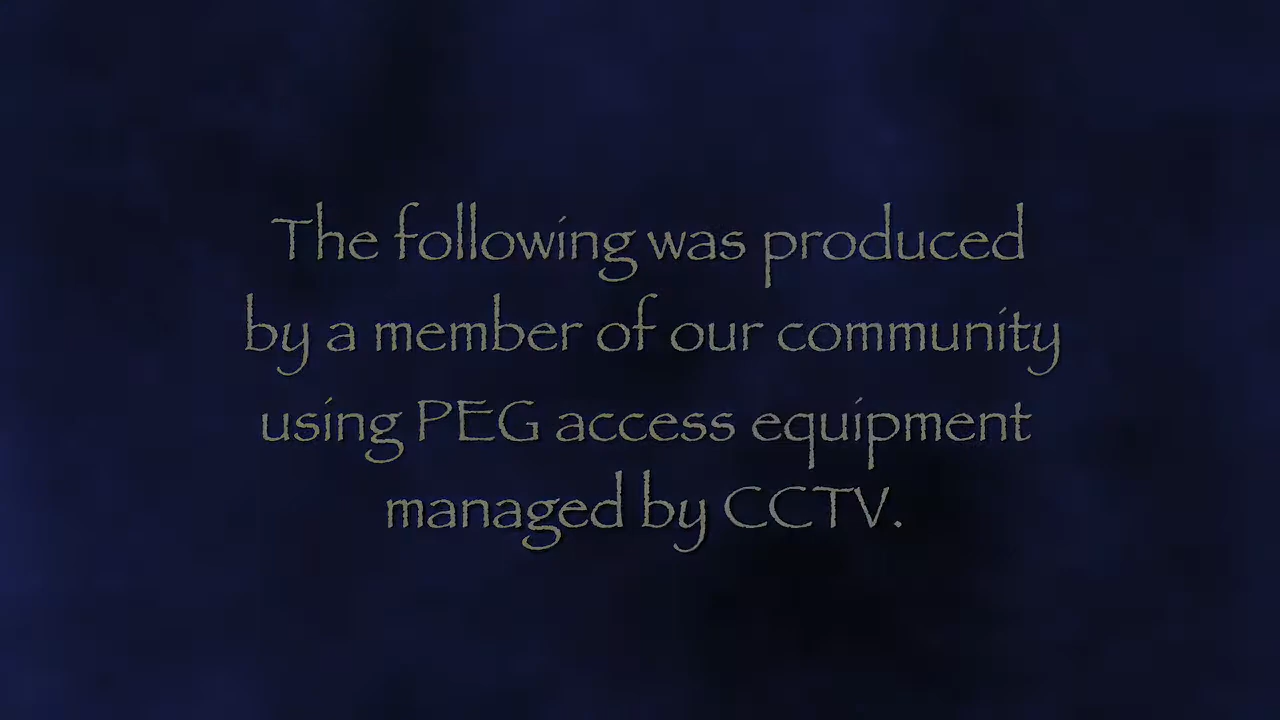 The following was produced
by a member of our community
using PEG access equipment
managed by CCTV.